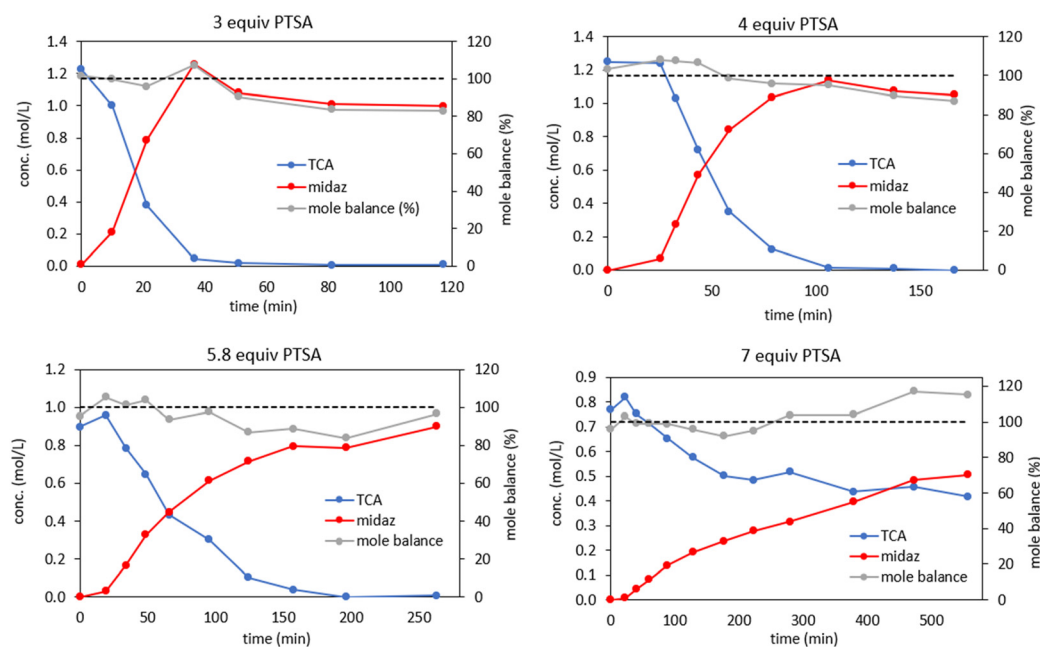 3 equiv PTSA
1.4
1.2
1.0
0.8
0.6
0.4
0.2
0.0
conc. (mol/L)
120
100
80
60
40
20
0
mole balance (%)
TCA
midaz
mole balance (%)
0 20 40 60 80 100 120
time (min)
4 equiv PTSA
1.4
1.2
1.0
0.8
0.6
0.4
0.2
0.0
conc. (mol/L)
120
100
80
60
40
20
0
mole balance (%)
TCA
midaz
mole balance
0 50 100 150
time (min)
5.8 equiv PTSA
1.2
1.0
0.8
0.6
0.4
0.2
0.0
conc. (mol/L)
120
100
80
60
40
20
0
mole balance (%)
TCA
midaz
mole balance
0 50 100 150 200 250
time (min)
7 equiv PTSA
0.9
0.8
0.7
0.6
0.5
0.4
0.3
0.2
0.1
0.0
conc. (mol/L)
120
100
80
60
40
20
0
mole balance (%)
TCA
midaz
mole balance
0 100 200 300 400 500
time (min)